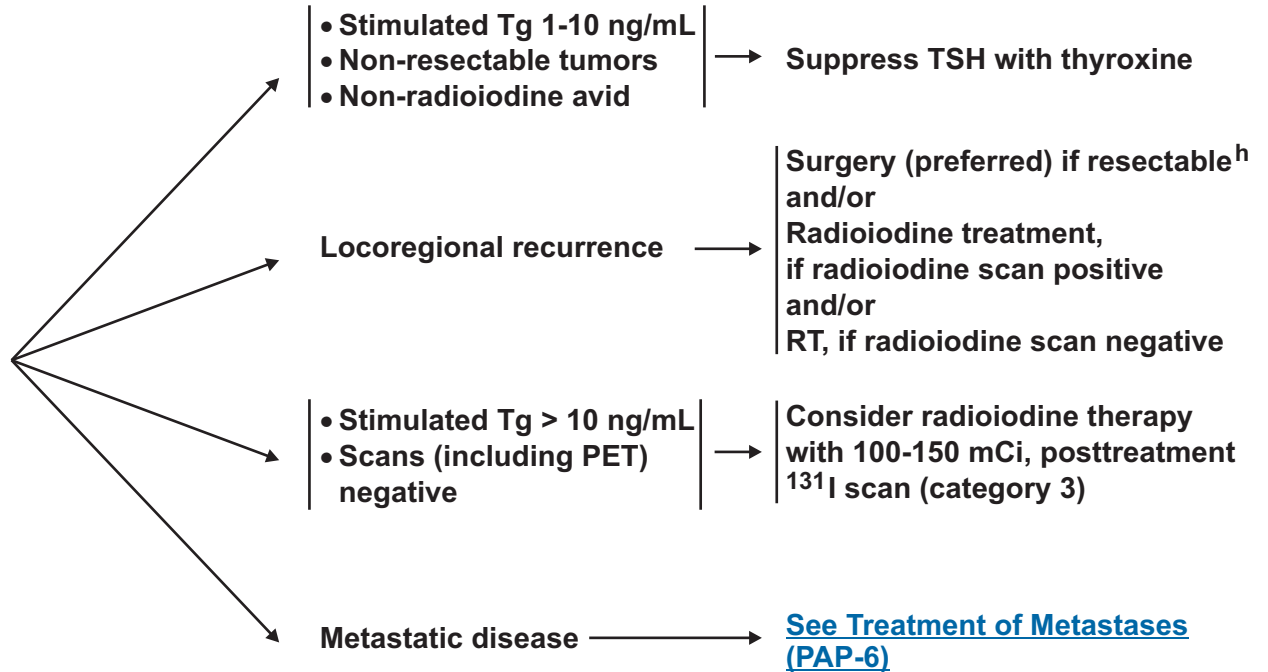 • Stimulated Tg 1-10 ng/mL
• Non-resectable tumors
• Non-radioiodine avid
Suppress TSH with thyroxine
Locoregional recurrence
Surgery (preferred) if resectable h
and/or
Radioiodine treatment,
if radioiodine scan positive
and/or
RT, if radioiodine scan negative
• Stimulated Tg > 10 ng/mL
• Scans (including PET)
negative
Consider radioiodine therapy
with 100-150 mCi, posttreatment
131I scan (category 3)
Metastatic disease
See Treatment of Metastases
(PAP-6)